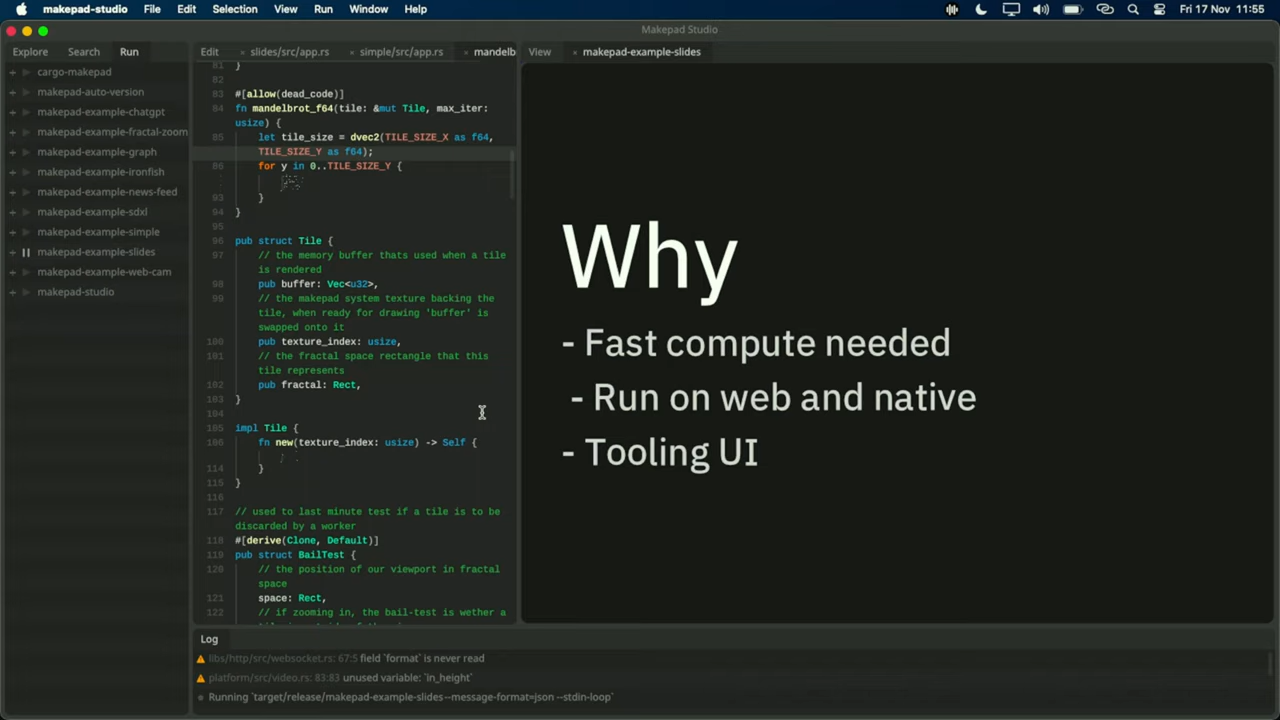 makepad-studio File Edit Selection View Run Window Help Fri 17 Nov 11:55
Makepad Studio
Explore Search Run
cargo-makepad
makepad-auto-version
makepad-example-chatgpt
makepad-example-fractal-zoom
makepad-example-graph
makepad-example-ironfish
makepad-example-news-feed
makepad-example-sdxl
makepad-example-simple
makepad-example-slides
makepad-example-web-cam
makepad-studio
Edit × slides/src/app.rs × simple/src/app.rs × mandelb
81 }
82
83 #[allow(dead_code)]
84 fn mandelbrot_f64(tile: &mut Tile, max_iter:
usize) {
85 let tile_size = dvec2(TILE_SIZE_X as f64,
TILE_SIZE_Y as f64);
86 for y in 0..TILE_SIZE_Y {
93 }
94 }
95
96 pub struct Tile {
97 // the memory buffer thats used when a tile
is rendered
98 pub buffer: Vec<u32>,
99 // the makepad system texture backing the
tile, when ready for drawing 'buffer' is
swapped onto it
100 pub texture_index: usize,
101 // the fractal space rectangle that this
tile represents
102 pub fractal: Rect,
103 }
104
105 impl Tile {
106 fn new(texture_index: usize) -> Self {
114 }
115 }
116
117 // used to last minute test if a tile is to be
discarded by a worker
118 #[derive(Clone, Default)]
119 pub struct BailTest {
120 // the position of our viewport in fractal
space
121 space: Rect,
122 // if zooming in, the bail-test is wether a
View × makepad-example-slides
Why
- Fast compute needed
- Run on web and native
- Tooling UI
Log
libs/http/src/websocket.rs: 67:5 field `format` is never read
platform/src/video.rs: 83:83 unused variable: `in_height`
Running `target/release/makepad-example-slides --message-format=json --stdin-loop`